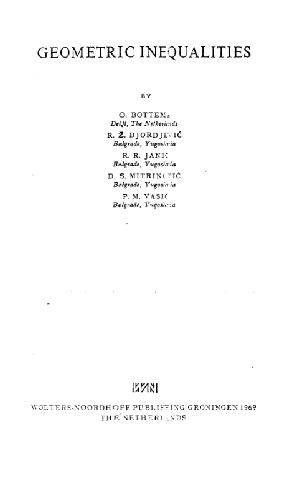 GEOMETRIC INEQUALITIES
BY
O. BOTTEMA
Delft, The Netherlands
R. Ž. DJORDJEVIĆ
Belgrade, Yugoslavia
R. R. JANIĆ
Belgrade, Yugoslavia
D. S. MITRINOVIĆ
Belgrade, Yugoslavia
P. M. VASIĆ
Belgrade, Yugoslavia
WOLTERS-NOORDHOFF PUBLISHING GRONINGEN 1969
THE NETHERLANDS